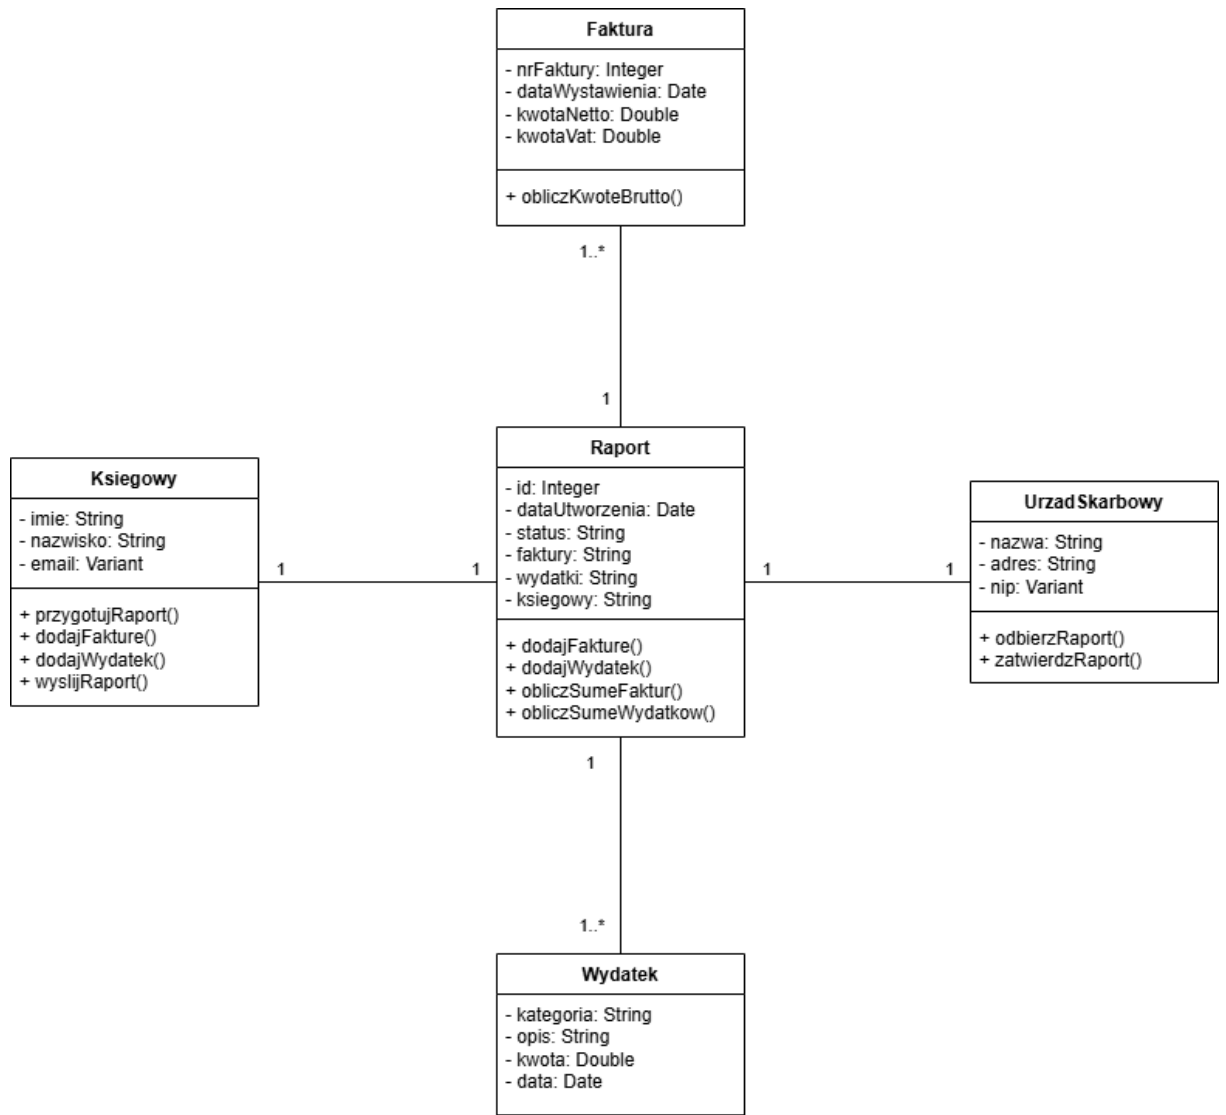 Faktura
- nrFaktury: Integer
- dataWystawienia: Date
- kwotaNetto: Double
- kwotaVat: Double
+ obliczKwoteBrutto()
1..*
1
Ksiegowy
- imie: String
- nazwisko: String
- email: Variant
+ przygotujRaport()
+ dodajFakture()
+ dodajWydatek()
+ wyslijRaport()
1
1
Raport
- id: Integer
- dataUtworzenia: Date
- status: String
- faktury: String
- wydatki: String
- ksiegowy: String
+ dodajFakture()
+ dodajWydatek()
+ obliczSumeFaktur()
+ obliczSumeWydatkow()
1
1
UrzadSkarbowy
- nazwa: String
- adres: String
- nip: Variant
+ odbierzRaport()
+ zatwierdzRaport()
1
1..*
Wydatek
- kategoria: String
- opis: String
- kwota: Double
- data: Date